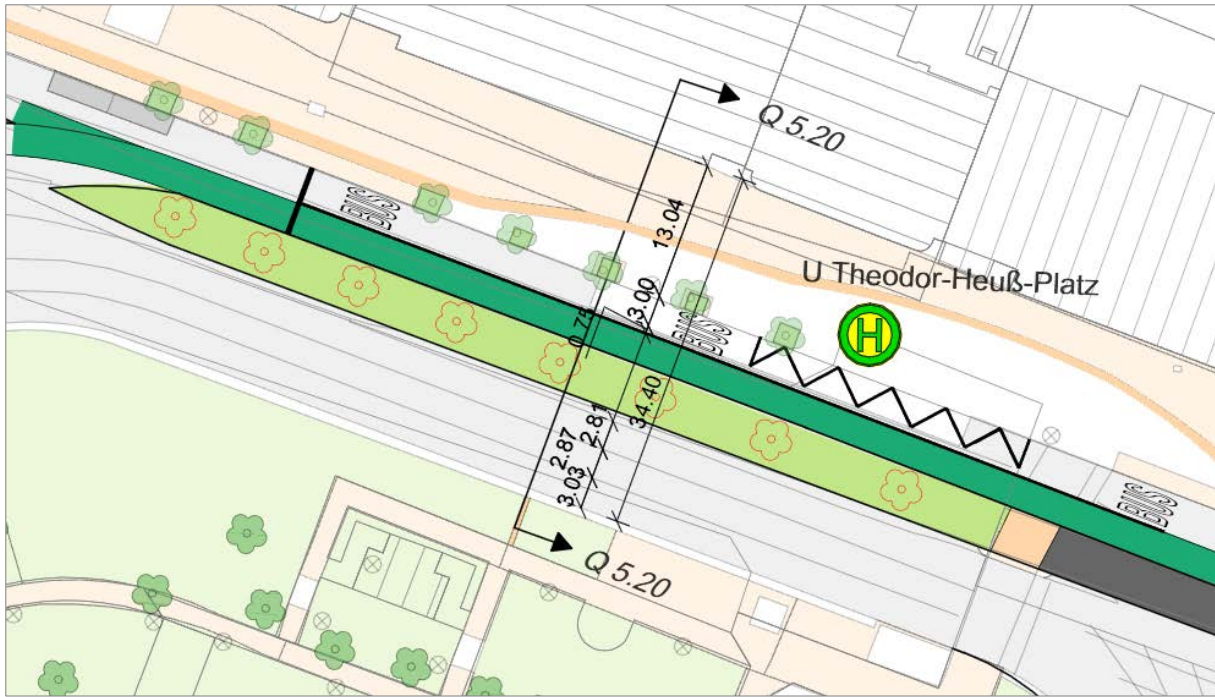 Q 5.20
BUS
13.04
U Theodor-Heuß-Platz
H
3.00
0.75
BUS
34.40
2.81
2.87
3.03
BUS
Q 5.20